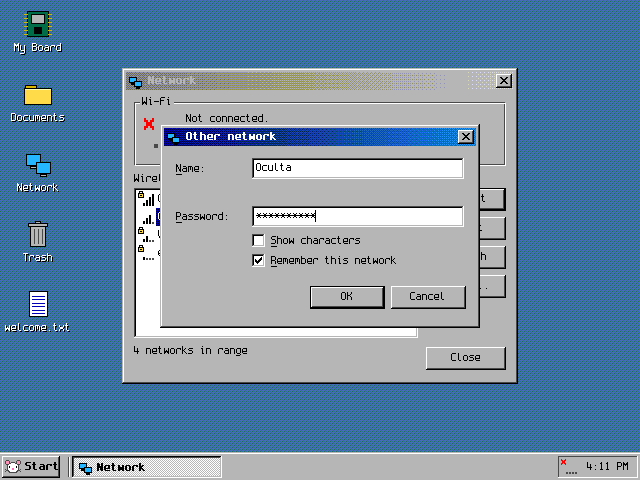 My Board
Documents
Network
Trash
welcome.txt
Network
Wi-Fi
Not connected.
Other network
Name:
Oculta
Password:
**********
Show characters
Remember this network
OK
Cancel
4 networks in range
Close
Start
Network
4:11 PM